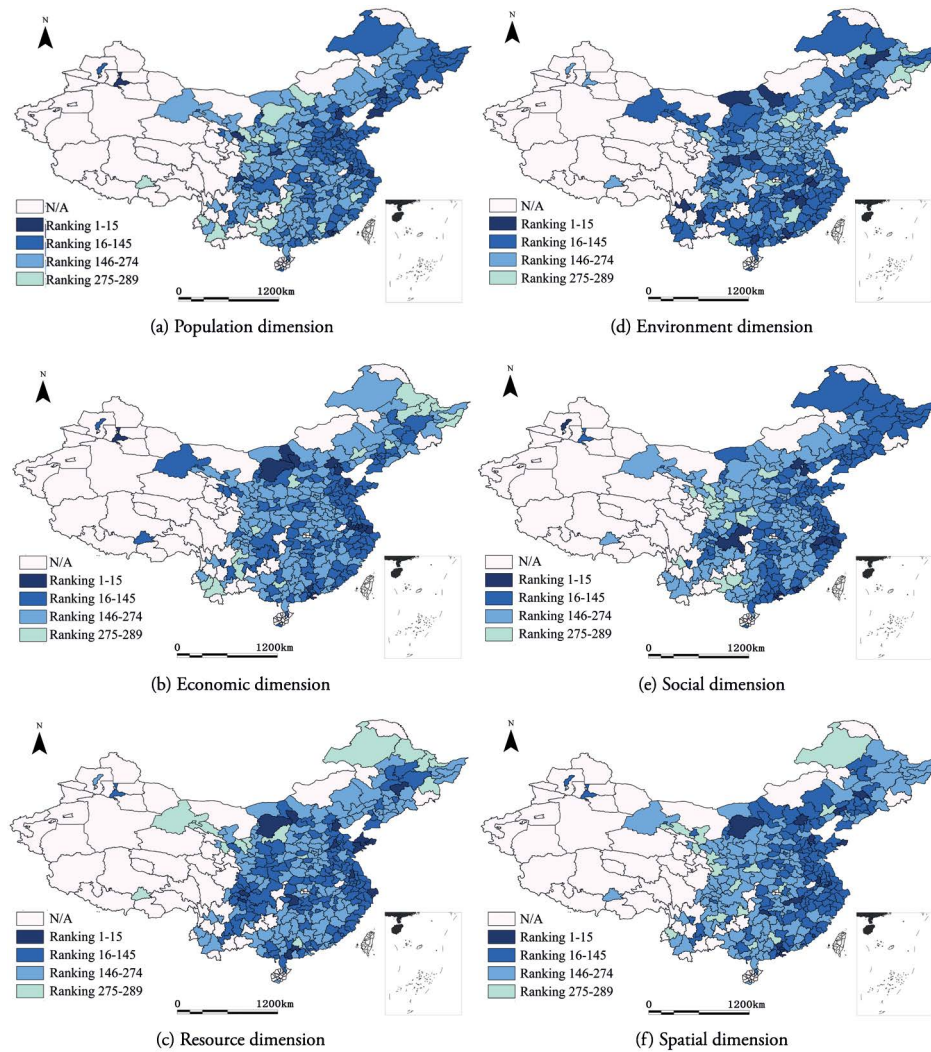 N
N/A
Ranking 1-15
Ranking 16-145
Ranking 146-274
Ranking 275-289
0 1200km
(a) Population dimension
N
N/A
Ranking 1-15
Ranking 16-145
Ranking 146-274
Ranking 275-289
0 1200km
(d) Environment dimension
N
N/A
Ranking 1-15
Ranking 16-145
Ranking 146-274
Ranking 275-289
0 1200km
(b) Economic dimension
N
N/A
Ranking 1-15
Ranking 16-145
Ranking 146-274
Ranking 275-289
0 1200km
(e) Social dimension
N
N/A
Ranking 1-15
Ranking 16-145
Ranking 146-274
Ranking 275-289
0 1200km
(c) Resource dimension
N
N/A
Ranking 1-15
Ranking 16-145
Ranking 146-274
Ranking 275-289
0 1200km
(f) Spatial dimension